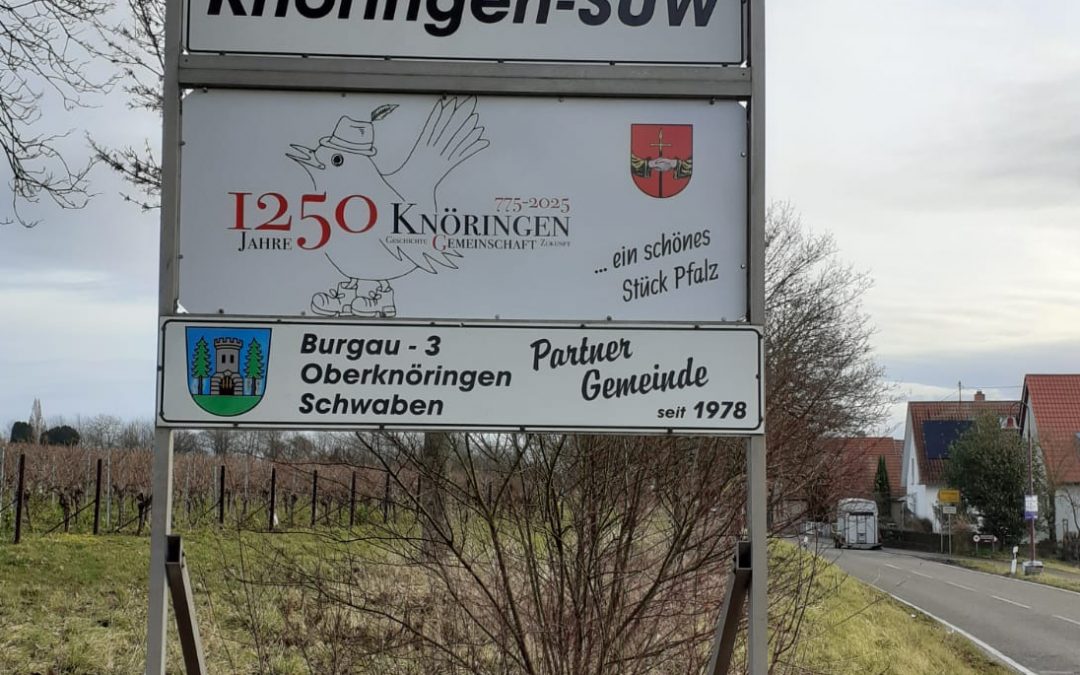 Knöringen-SÜW
1250 775-2025
JAHRE KNÖRINGEN
GESCHICHTE GEMEINSCHAFT ZUKUNFT
... ein schönes
Stück Pfalz
Burgau - 3
Oberknöringen
Schwaben
Partner
Gemeinde
seit 1978